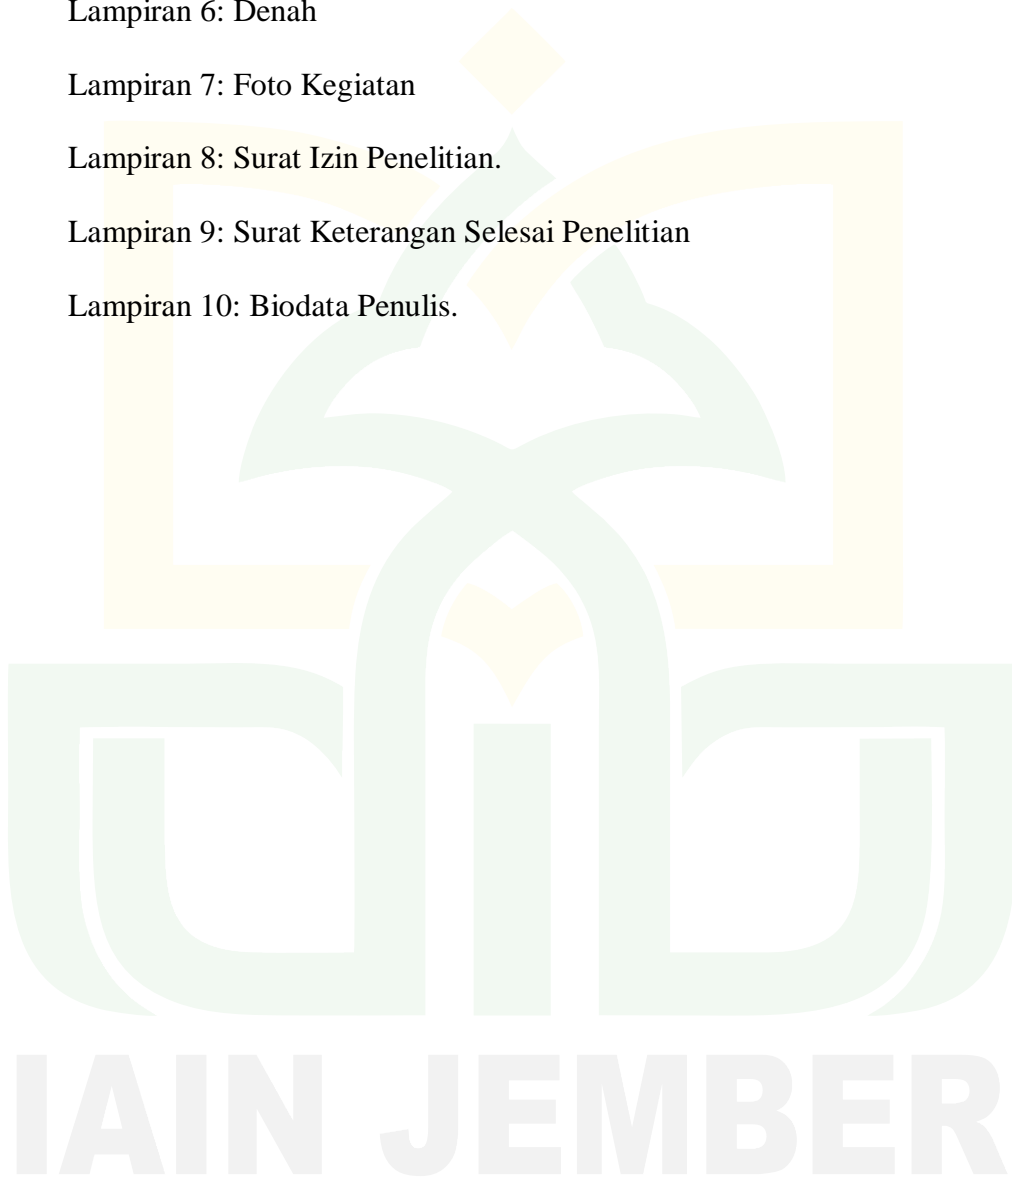 Lampiran 6: Denah
Lampiran 7: Foto Kegiatan
Lampiran 8: Surat Izin Penelitian.
Lampiran 9: Surat Keterangan Selesai Penelitian
Lampiran 10: Biodata Penulis.
IAIN JEMBER